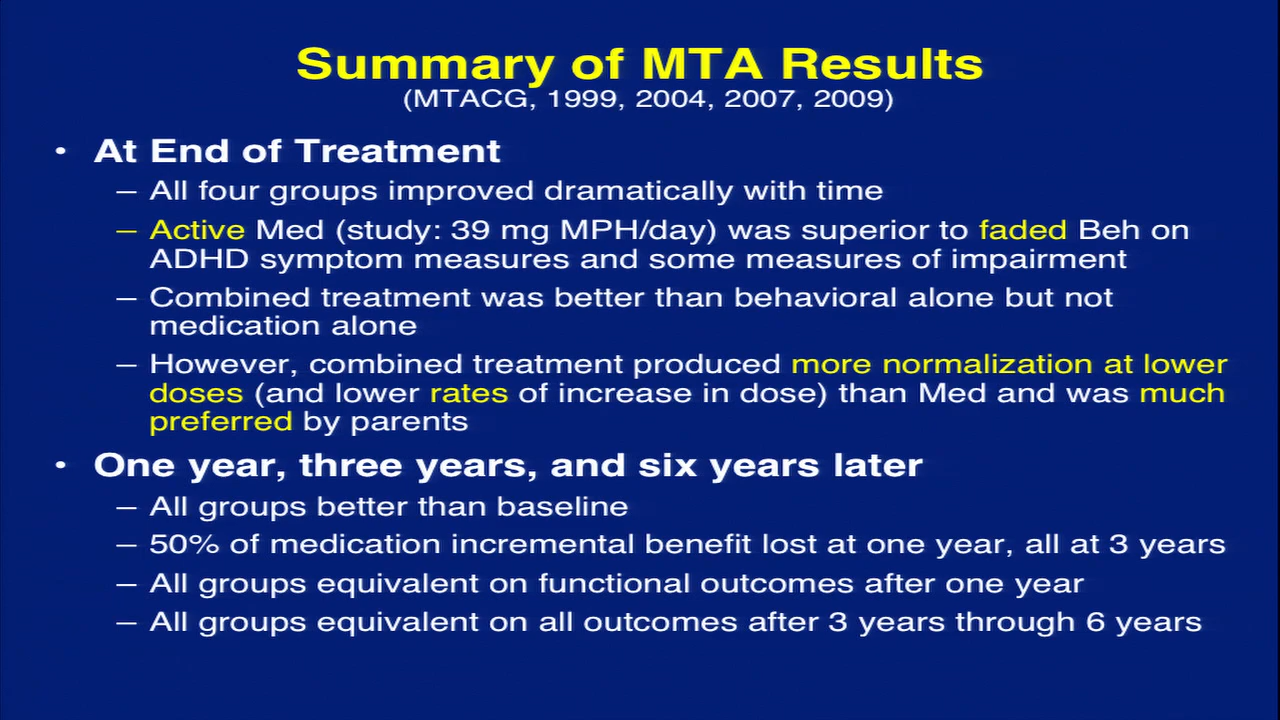 Summary of MTA Results
(MTACG, 1999, 2004, 2007, 2009)
• At End of Treatment
– All four groups improved dramatically with time
– Active Med (study: 39 mg MPH/day) was superior to faded Beh on
ADHD symptom measures and some measures of impairment
– Combined treatment was better than behavioral alone but not
medication alone
– However, combined treatment produced more normalization at lower
doses (and lower rates of increase in dose) than Med and was much
preferred by parents
• One year, three years, and six years later
– All groups better than baseline
– 50% of medication incremental benefit lost at one year, all at 3 years
– All groups equivalent on functional outcomes after one year
– All groups equivalent on all outcomes after 3 years through 6 years